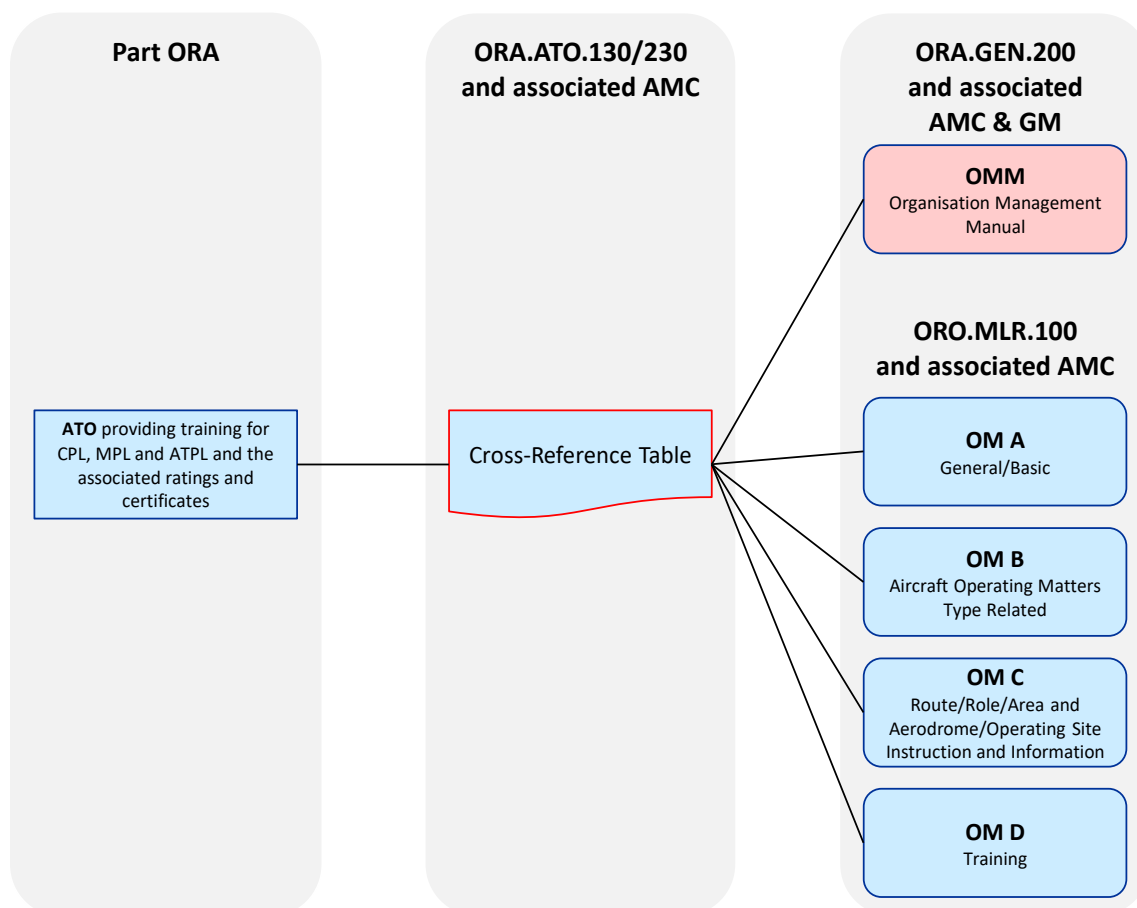 Part ORA
ORA.ATO.130/230
and associated AMC
ORA.GEN.200
and associated
AMC & GM
OMM
Organisation Management
Manual
ORO.MLR.100
and associated AMC
ATO providing training for
CPL, MPL and ATPL and the
associated ratings and
certificates
Cross-Reference Table
OM A
General/Basic
OM B
Aircraft Operating Matters
Type Related
OM C
Route/Role/Area and
Aerodrome/Operating Site
Instruction and Information
OM D
Training